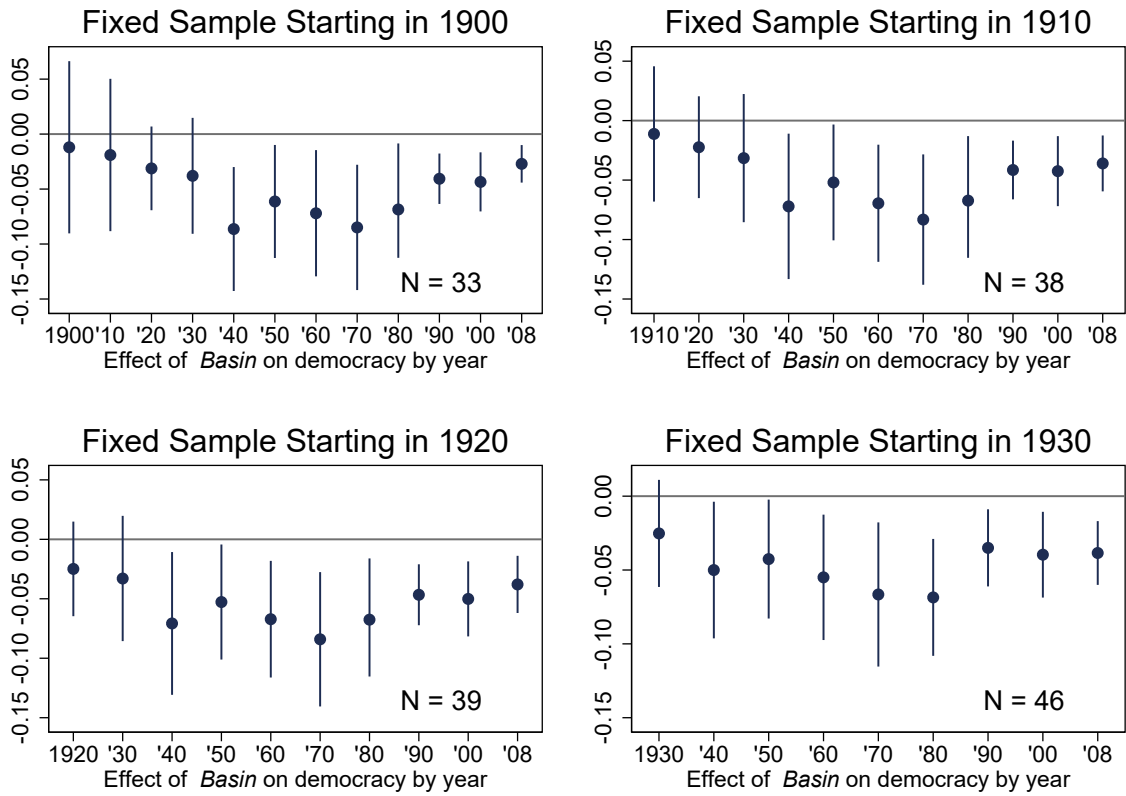 Fixed Sample Starting in 1900
0.05
0.00
-0.05
-0.10
-0.15
N = 33
1900 '10 20 '30 '40 '50 '60 '70 '80 '90 '00 '08
Effect of Basin on democracy by year
Fixed Sample Starting in 1910
0.05
0.00
-0.05
-0.10
-0.15
N = 38
1910 20 '30 '40 '50 '60 '70 '80 '90 '00 '08
Effect of Basin on democracy by year
Fixed Sample Starting in 1920
0.05
0.00
-0.05
-0.10
-0.15
N = 39
1920 '30 '40 '50 '60 '70 '80 '90 '00 '08
Effect of Basin on democracy by year
Fixed Sample Starting in 1930
0.00
-0.05
-0.10
-0.15
N = 46
1930 '40 '50 '60 '70 '80 '90 '00 '08
Effect of Basin on democracy by year